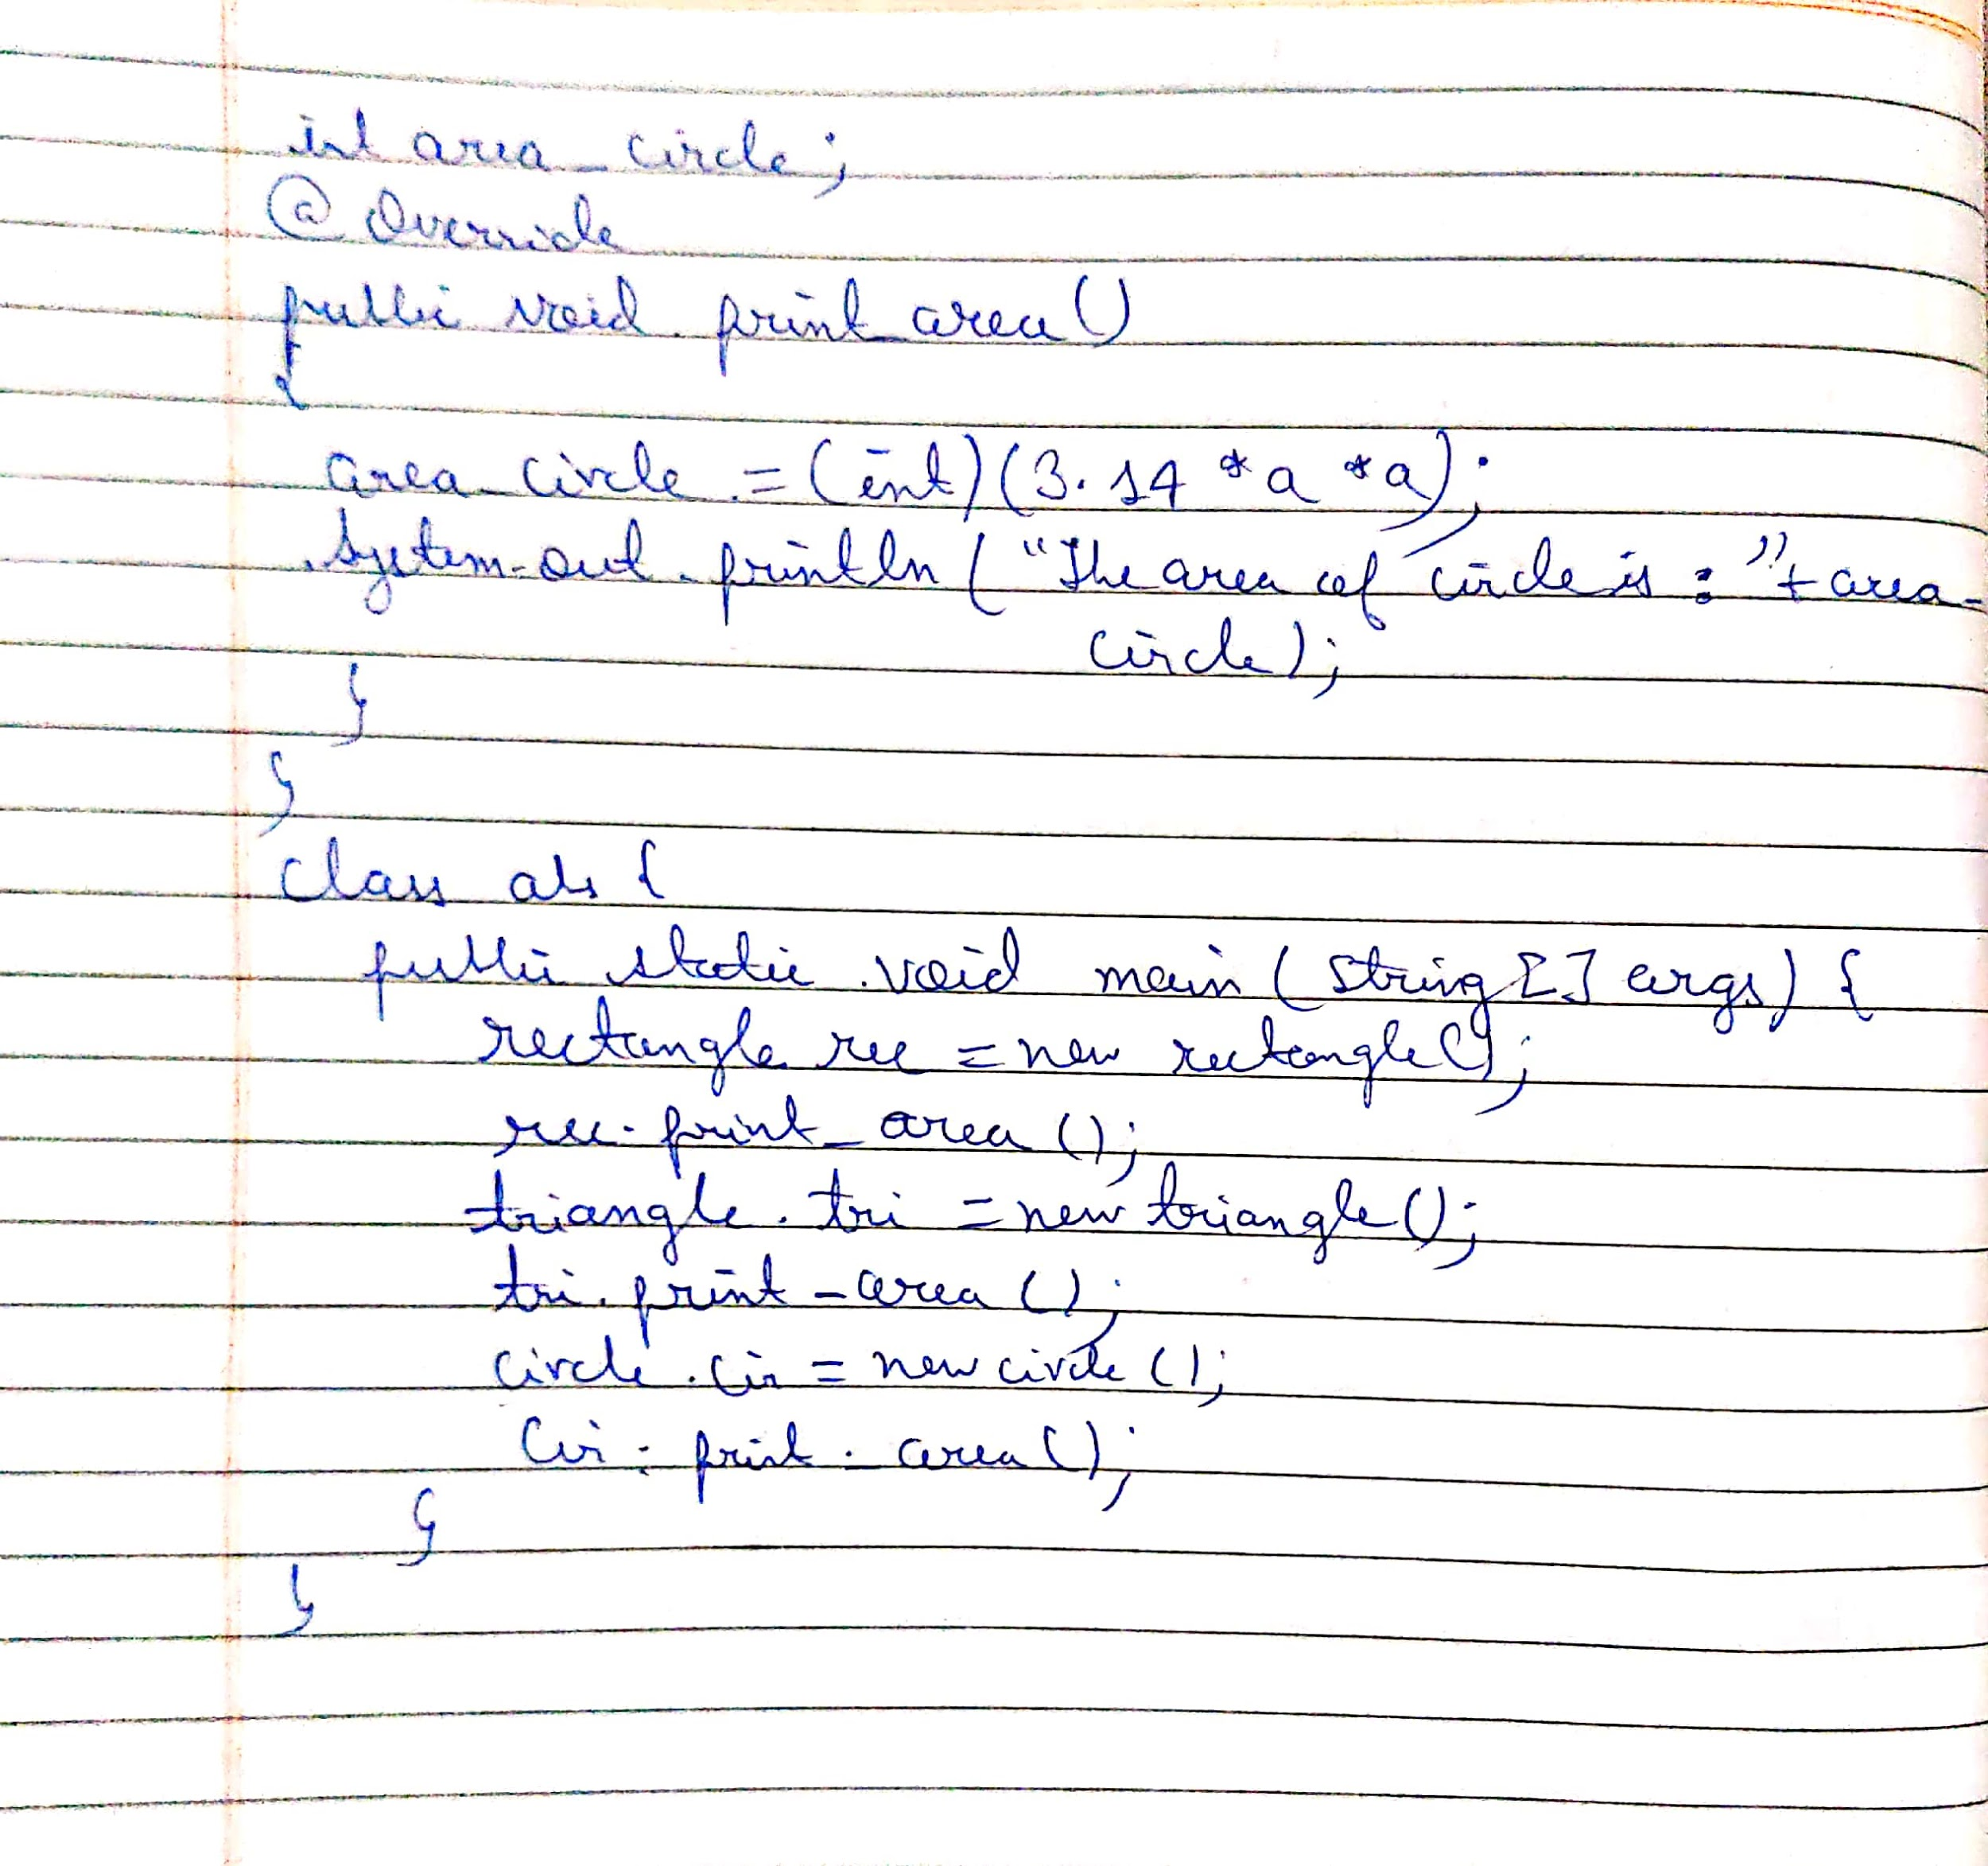 int area_circle;
@Override
public void print_area()
{
area_circle = (int)(3.14 *a *a);
System.out.println("The area of circle is : "+ area_
circle);
}
}
class abs {
public static void main (String [] args) {
rectangle rec = new rectangle();
rec.print_area();
triangle. tri = new triangle();
tri.print_area();
circle.cir = new circle();
cir.print.area();
}
}